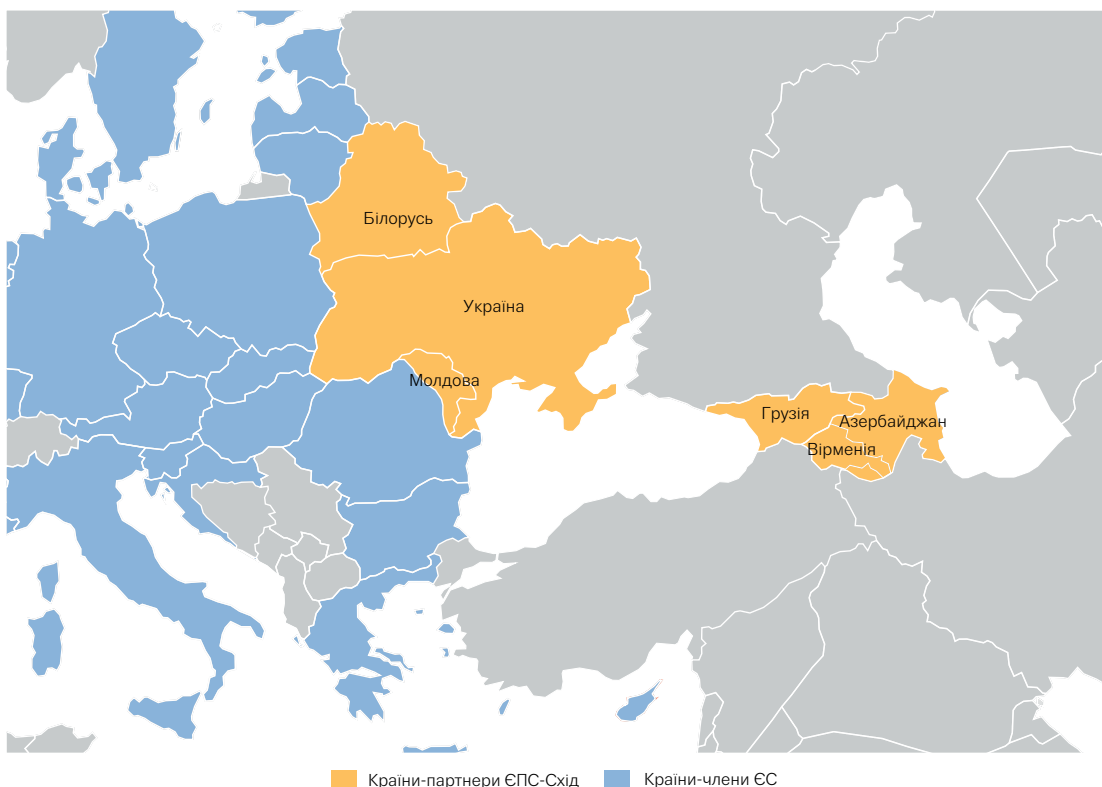 Білорусь
Україна
Молдова
Грузія
Азербайджан
Вірменія
Країни-партнери ЄПС-Схід
Країни-члени ЄС